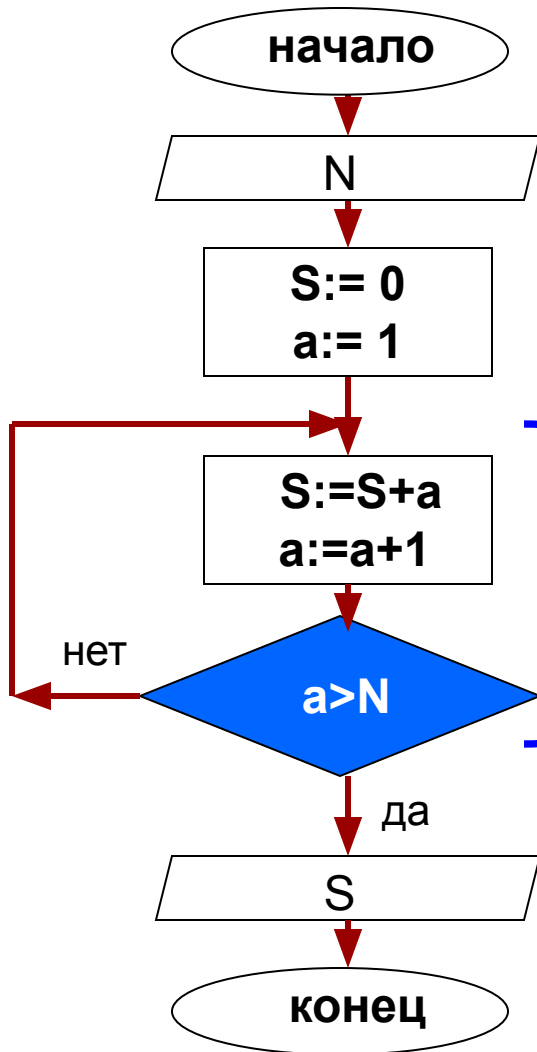 начало
N
S:= 0
a:= 1
S:=S+a
a:=a+1
нет
a>N
да
S
конец